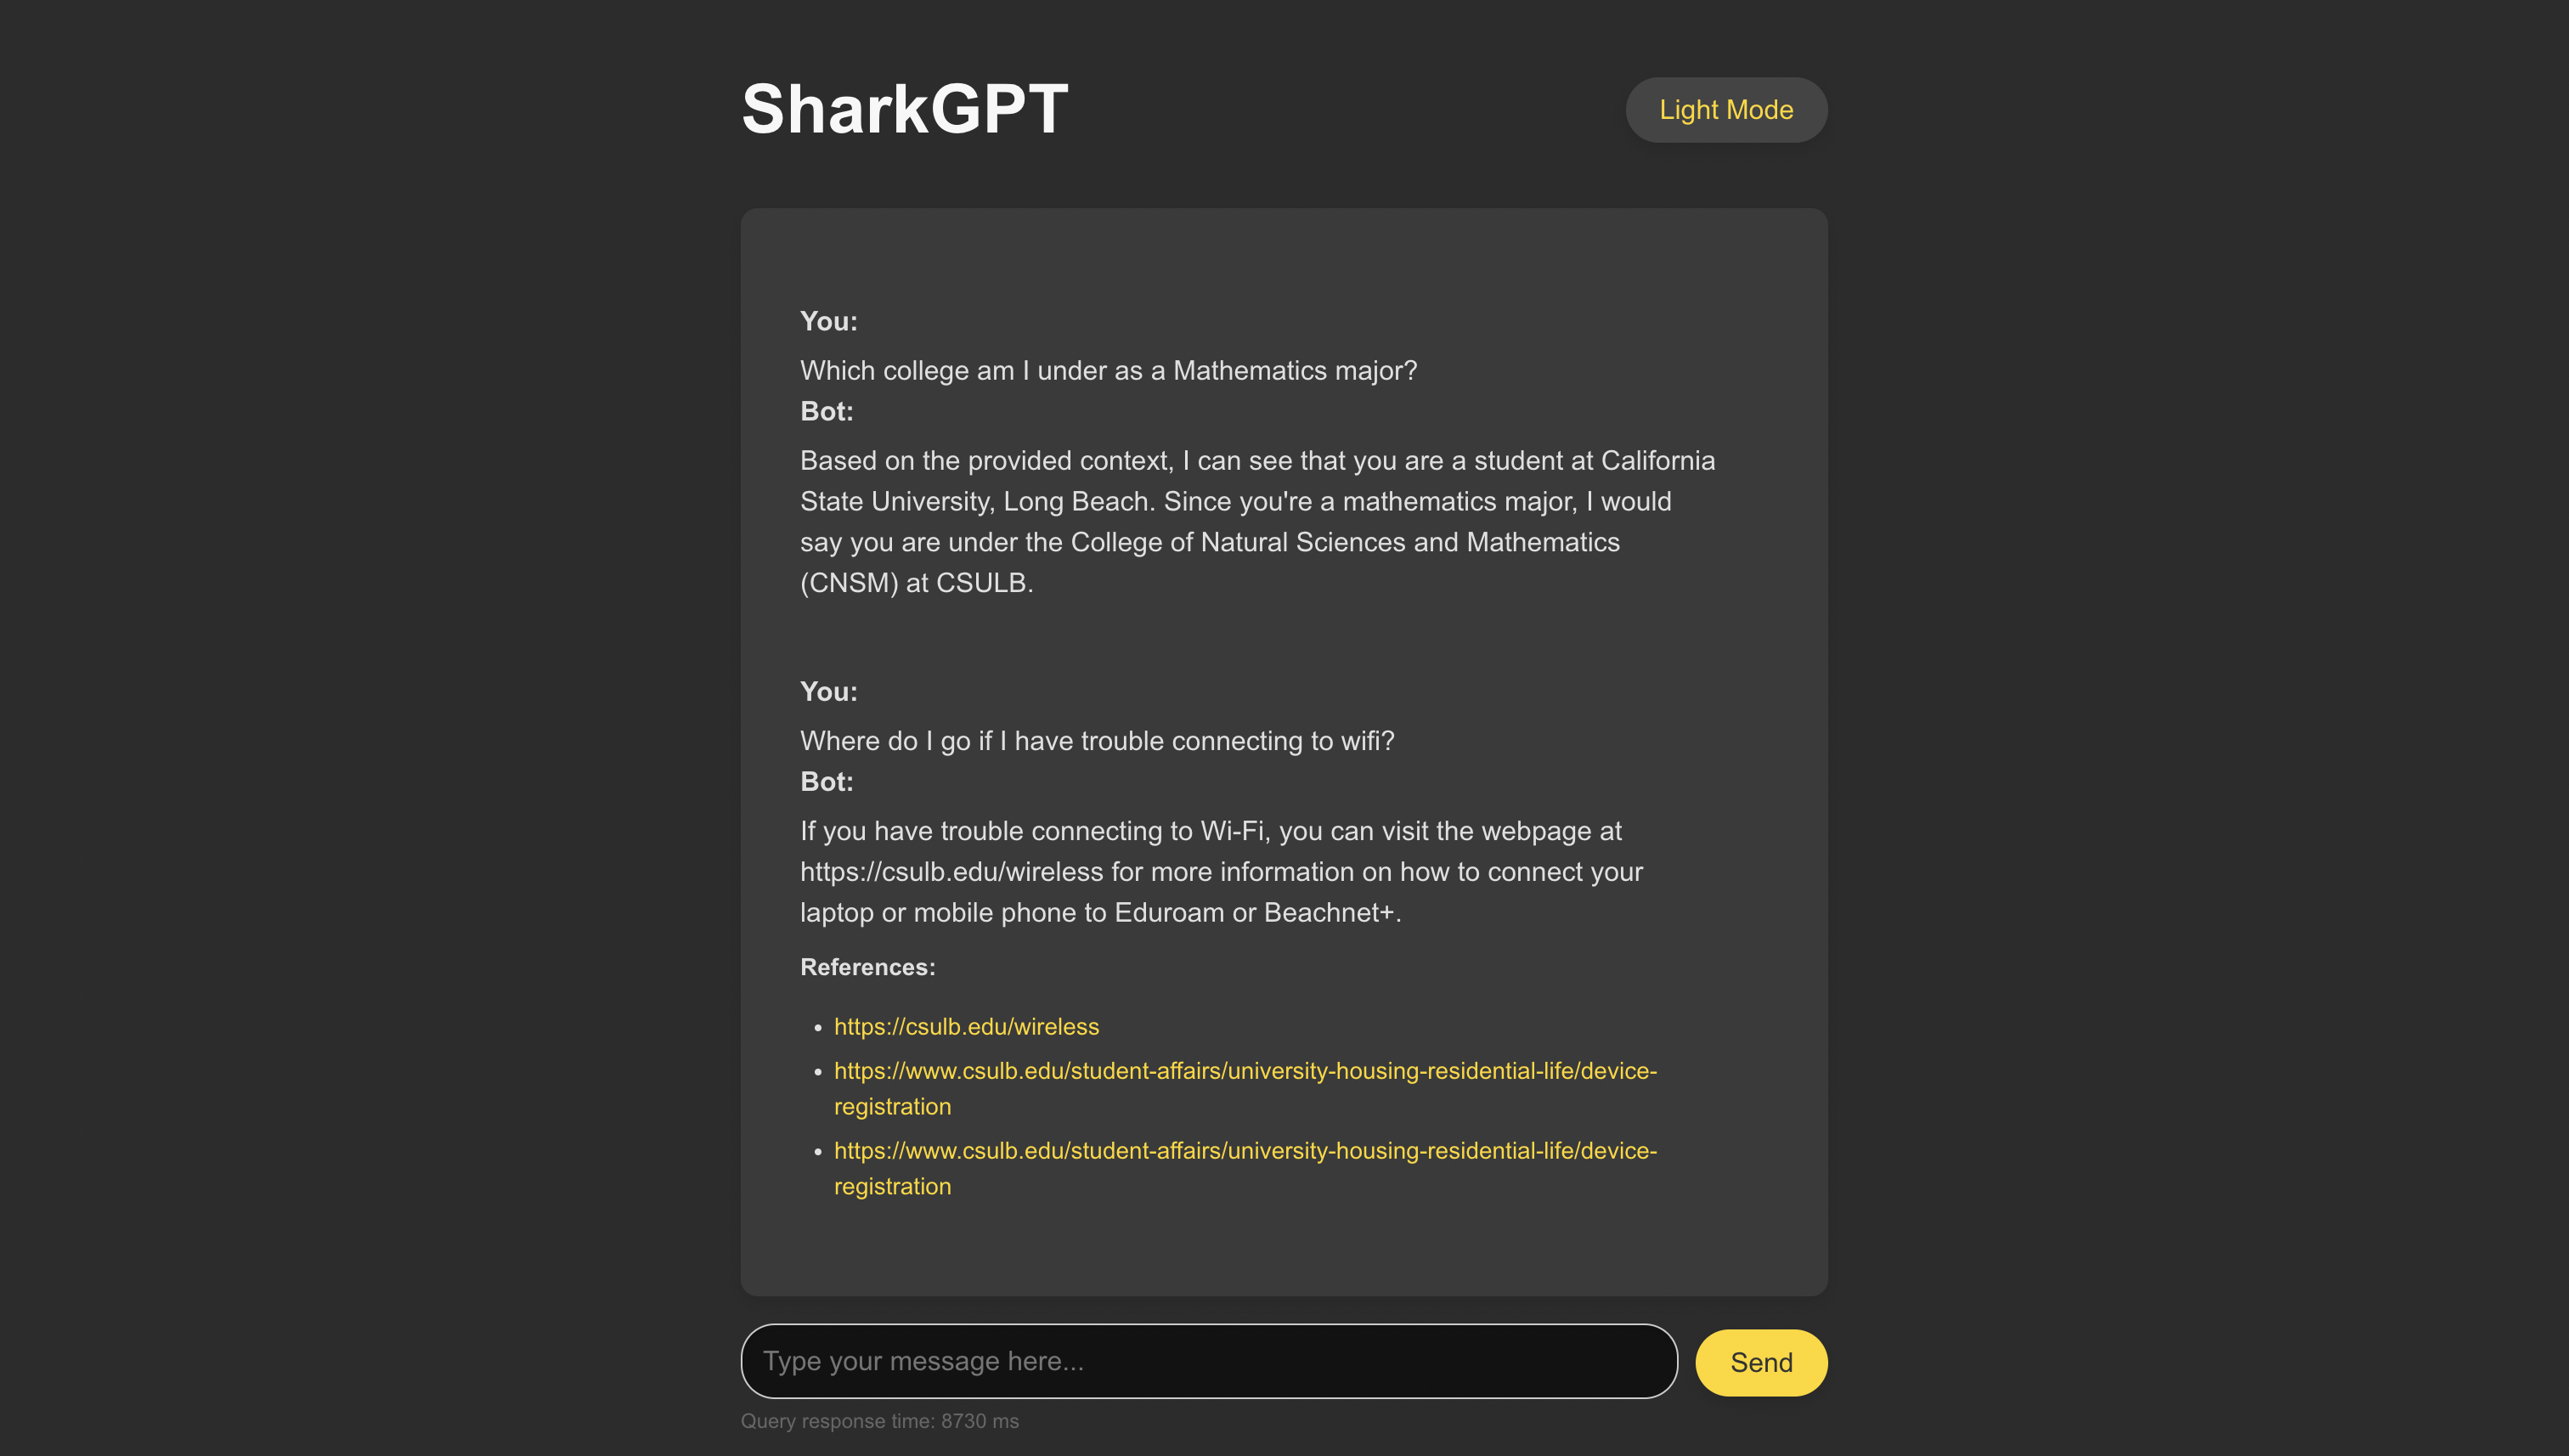 SharkGPT
Light Mode
You:
Which college am I under as a Mathematics major?
Bot:
Based on the provided context, I can see that you are a student at California
State University, Long Beach. Since you're a mathematics major, I would
say you are under the College of Natural Sciences and Mathematics
(CNSM) at CSULB.
You:
Where do I go if I have trouble connecting to wifi?
Bot:
If you have trouble connecting to Wi-Fi, you can visit the webpage at
https://csulb.edu/wireless for more information on how to connect your
laptop or mobile phone to Eduroam or Beachnet+.
References:
• https://csulb.edu/wireless
• https://www.csulb.edu/student-affairs/university-housing-residential-life/device-
registration
• https://www.csulb.edu/student-affairs/university-housing-residential-life/device-
registration
Type your message here...
Send
Query response time: 8730 ms